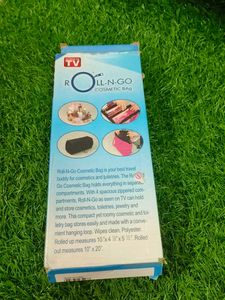 AS SEEN ON
TV
ROLL-N-GO
COSMETIC BAG
Roll-N-Go Cosmetic Bag is your best travel
buddy for cosmetics and toiletries. The Roll-N-
Go Cosmetic Bag holds everything in separate
compartments. With 4 spacious zippered com-
partments, Roll-N-Go as seen on TV can hold
and store cosmetics, toiletries, jewelry and
more. This compact yet roomy cosmetic and toi-
letry bag stores easily and made with a conve-
nient hanging loop. Wipes clean. Polyester.
Rolled up measures 10"x 4
Rolled
out measures 10" x 20".